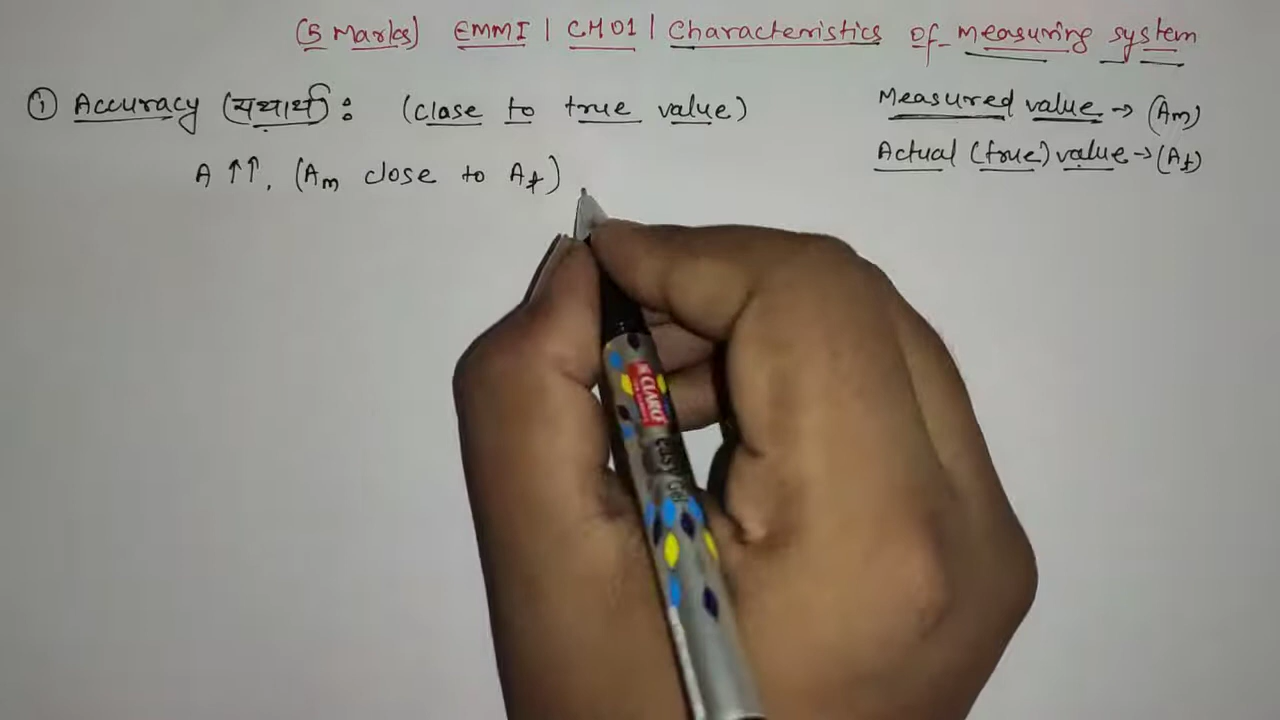 (5 Marks) EMMI | CH01 | Characteristics of measuring system
① Accuracy (यथार्थ) : (close to true value)
Measured value → (Am)
Actual (true) value → (At)
A ↑↑, (Am close to At)
CLARO